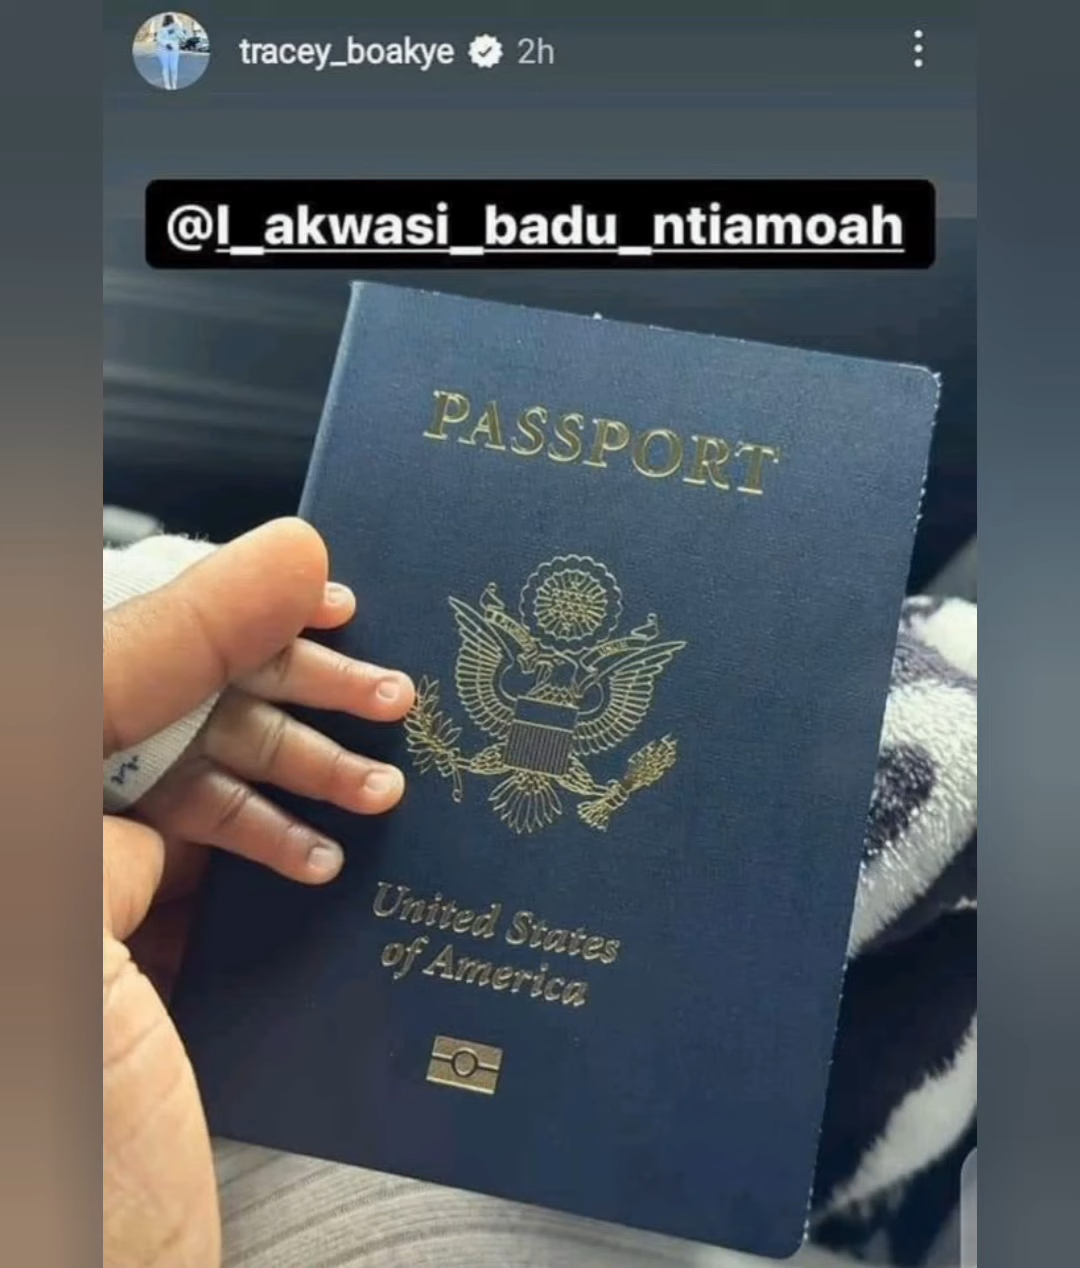 tracey_boakye 2h
@l_akwasi_badu_ntiamoah
PASSPORT
United States
of America